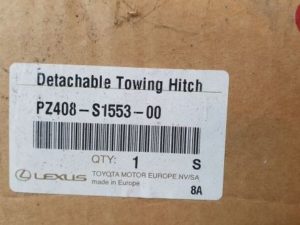 Detachable Towing Hitch
PZ408-S1553-00
QTY: 1 S
LEXUS TOYOTA MOTOR EUROPE NV/SA
made in Europe 8A